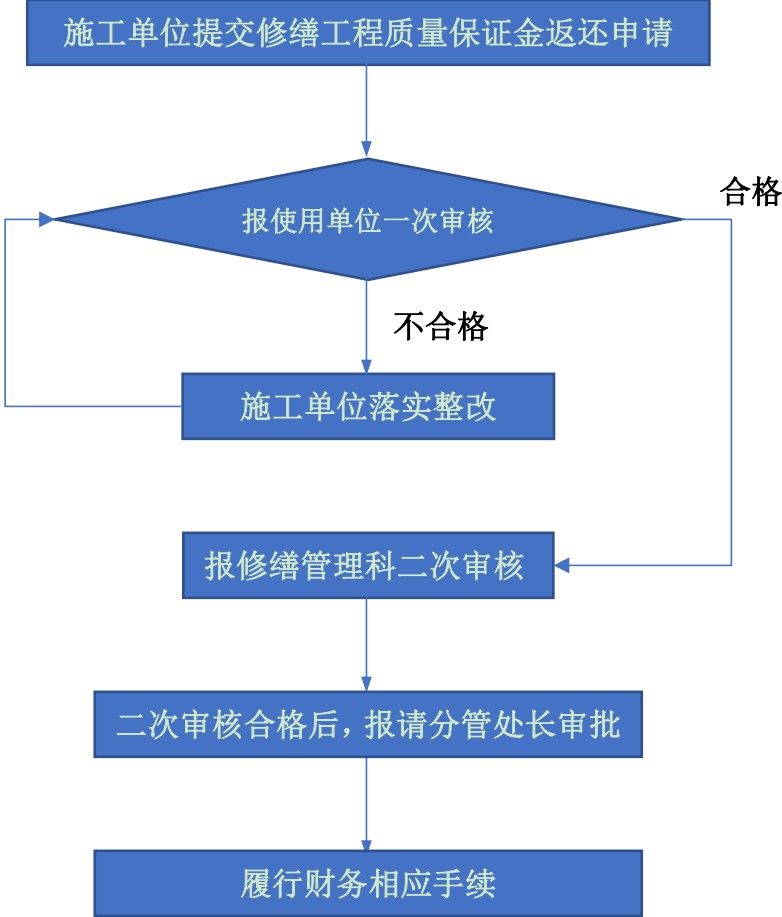 施工单位提交修缮工程质量保证金返还申请
合格
报使用单位一次审核
不合格
施工单位落实整改
报修缮管理科二次审核
二次审核合格后，报请分管处长审批
履行财务相应手续